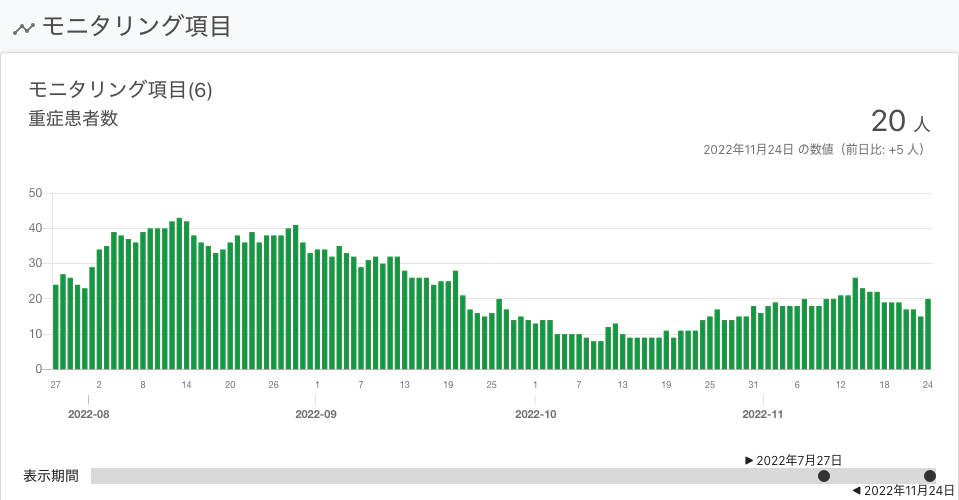 モニタリング項目
モニタリング項目(6)
重症患者数
20 人
2022年11月24日 の数値（前日比: +5 人）
50
40
30
20
10
0
27 2 8 14 20 26 1 7 13 19 25 1 7 13 19 25 31 6 12 18 24
2022-08 2022-09 2022-10 2022-11
▶ 2022年7月27日
表示期間
◀ 2022年11月24日